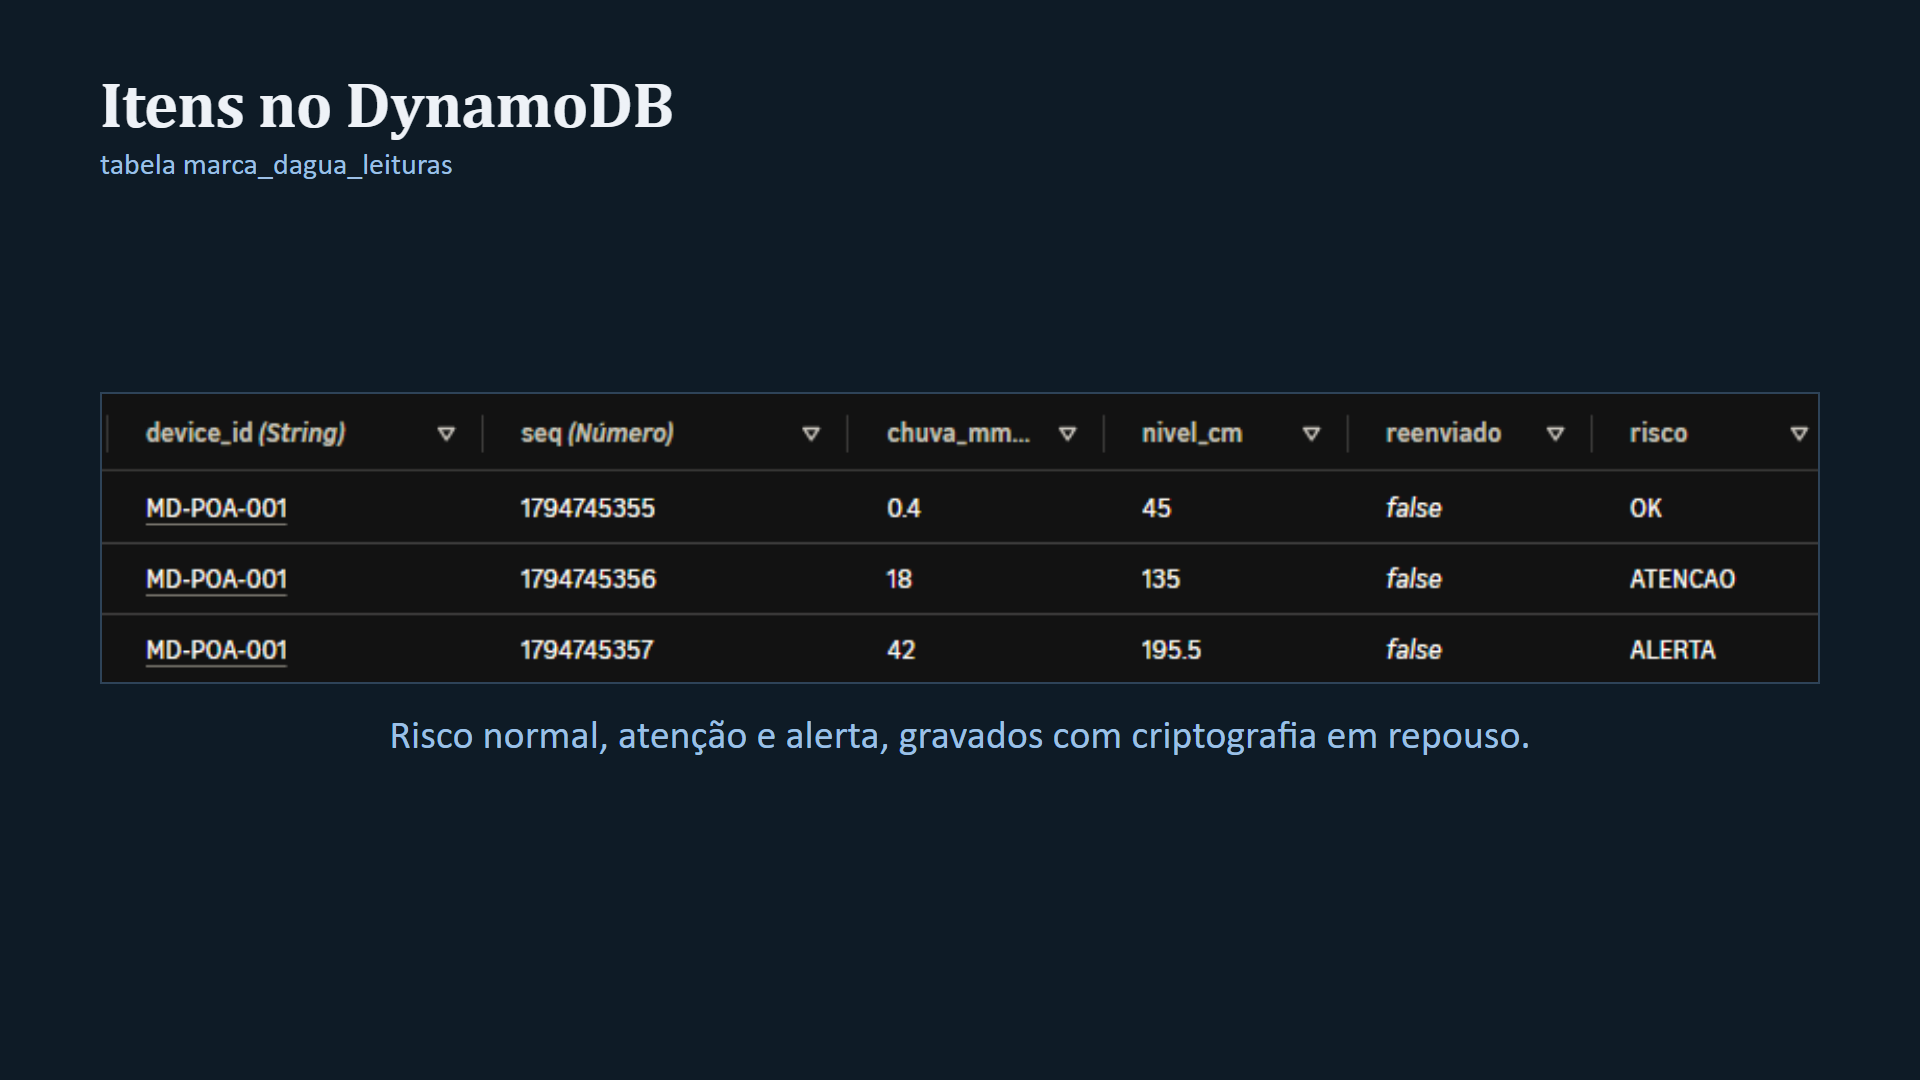 Itens no DynamoDB
tabela marca_dagua_leituras
device_id (String) seq (Número) chuva_mm... nivel_cm reenviado risco
MD-POA-001 1794745355 0.4 45 false OK
MD-POA-001 1794745356 18 135 false ATENCAO
MD-POA-001 1794745357 42 195.5 false ALERTA
Risco normal, atenção e alerta, gravados com criptografia em repouso.